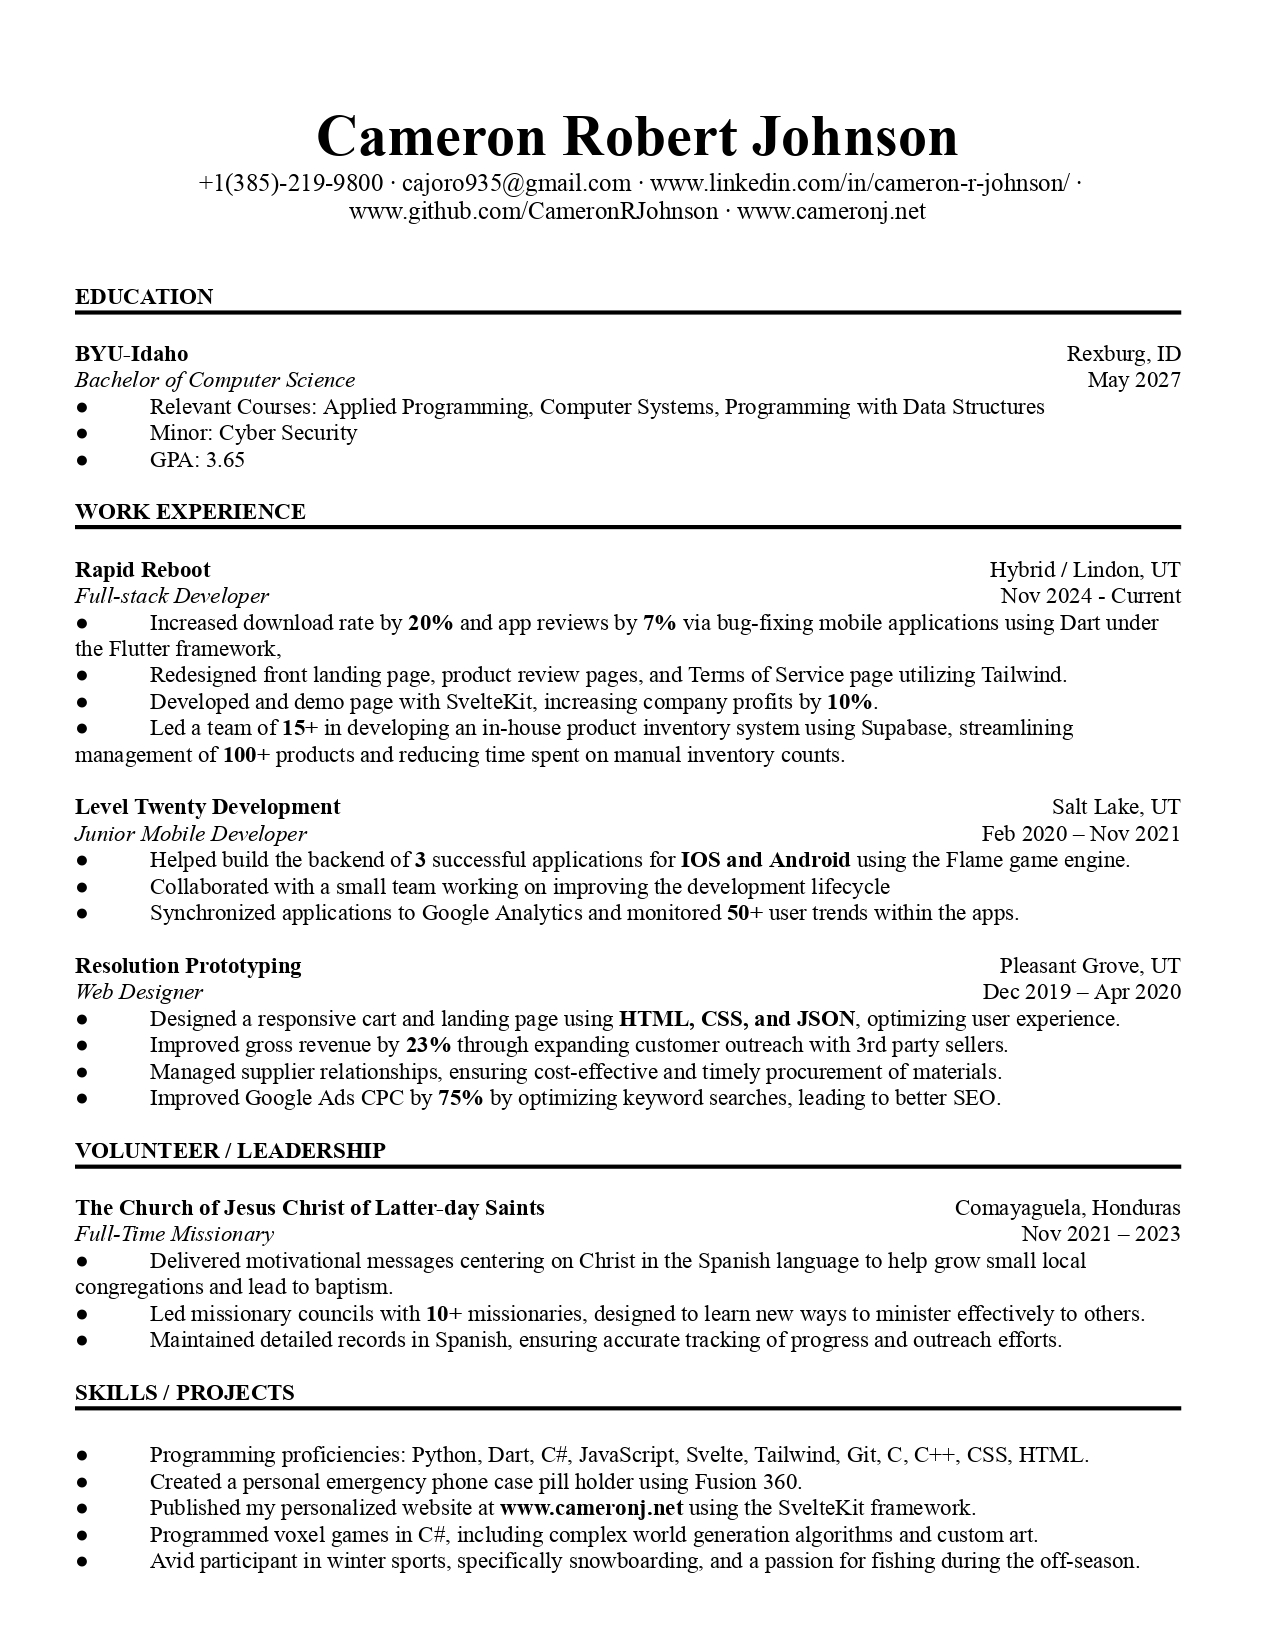 Cameron Robert Johnson
+1(385)-219-9800 · cajoro935@gmail.com · www.linkedin.com/in/cameron-r-johnson/ ·
www.github.com/CameronRJohnson · www.cameronj.net
EDUCATION
BYU-Idaho Rexburg, ID
Bachelor of Computer Science May 2027
● Relevant Courses: Applied Programming, Computer Systems, Programming with Data Structures
● Minor: Cyber Security
● GPA: 3.65
WORK EXPERIENCE
Rapid Reboot Hybrid / Lindon, UT
Full-stack Developer Nov 2024 - Current
● Increased download rate by 20% and app reviews by 7% via bug-fixing mobile applications using Dart under
the Flutter framework,
● Redesigned front landing page, product review pages, and Terms of Service page utilizing Tailwind.
● Developed and demo page with SvelteKit, increasing company profits by 10%.
● Led a team of 15+ in developing an in-house product inventory system using Supabase, streamlining
management of 100+ products and reducing time spent on manual inventory counts.
Level Twenty Development Salt Lake, UT
Junior Mobile Developer Feb 2020 – Nov 2021
● Helped build the backend of 3 successful applications for IOS and Android using the Flame game engine.
● Collaborated with a small team working on improving the development lifecycle
● Synchronized applications to Google Analytics and monitored 50+ user trends within the apps.
Resolution Prototyping Pleasant Grove, UT
Web Designer Dec 2019 – Apr 2020
● Designed a responsive cart and landing page using HTML, CSS, and JSON, optimizing user experience.
● Improved gross revenue by 23% through expanding customer outreach with 3rd party sellers.
● Managed supplier relationships, ensuring cost-effective and timely procurement of materials.
● Improved Google Ads CPC by 75% by optimizing keyword searches, leading to better SEO.
VOLUNTEER / LEADERSHIP
The Church of Jesus Christ of Latter-day Saints Comayaguela, Honduras
Full-Time Missionary Nov 2021 – 2023
● Delivered motivational messages centering on Christ in the Spanish language to help grow small local
congregations and lead to baptism.
● Led missionary councils with 10+ missionaries, designed to learn new ways to minister effectively to others.
● Maintained detailed records in Spanish, ensuring accurate tracking of progress and outreach efforts.
SKILLS / PROJECTS
● Programming proficiencies: Python, Dart, C#, JavaScript, Svelte, Tailwind, Git, C, C++, CSS, HTML.
● Created a personal emergency phone case pill holder using Fusion 360.
● Published my personalized website at www.cameronj.net using the SvelteKit framework.
● Programmed voxel games in C#, including complex world generation algorithms and custom art.
● Avid participant in winter sports, specifically snowboarding, and a passion for fishing during the off-season.